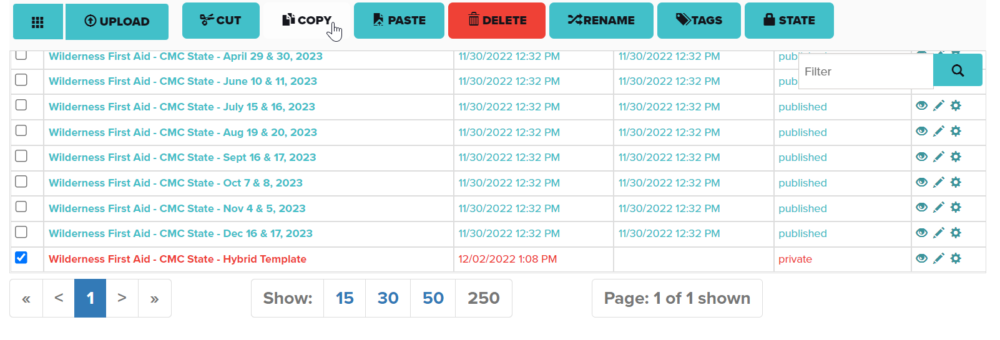 UPLOAD CUT COPY PASTE DELETE RENAME TAGS STATE
Wilderness First Aid - CMC State - April 29 & 30, 2023 11/30/2022 12:32 PM 11/30/2022 12:32 PM
Filter
Wilderness First Aid - CMC State - June 10 & 11, 2023 11/30/2022 12:32 PM 11/30/2022 12:32 PM
Wilderness First Aid - CMC State - July 15 & 16, 2023 11/30/2022 12:32 PM 11/30/2022 12:32 PM published
Wilderness First Aid - CMC State - Aug 19 & 20, 2023 11/30/2022 12:32 PM 11/30/2022 12:32 PM published
Wilderness First Aid - CMC State - Sept 16 & 17, 2023 11/30/2022 12:32 PM 11/30/2022 12:32 PM published
Wilderness First Aid - CMC State - Oct 7 & 8, 2023 11/30/2022 12:32 PM 11/30/2022 12:32 PM published
Wilderness First Aid - CMC State - Nov 4 & 5, 2023 11/30/2022 12:32 PM 11/30/2022 12:32 PM published
Wilderness First Aid - CMC State - Dec 16 & 17, 2023 11/30/2022 12:32 PM 11/30/2022 12:32 PM published
Wilderness First Aid - CMC State - Hybrid Template 12/02/2022 1:08 PM private
« < 1 > » Show: 15 30 50 250 Page: 1 of 1 shown